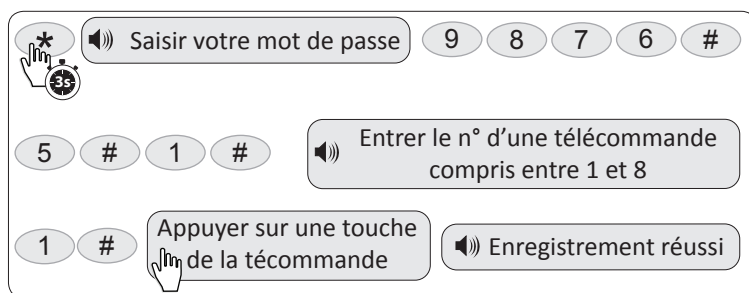 * Saisir votre mot de passe 9 8 7 6 #
3s
5 # 1 # Entrer le n° d'une télécommande
compris entre 1 et 8
1 # Appuyer sur une touche
de la técommande
Enregistrement réussi